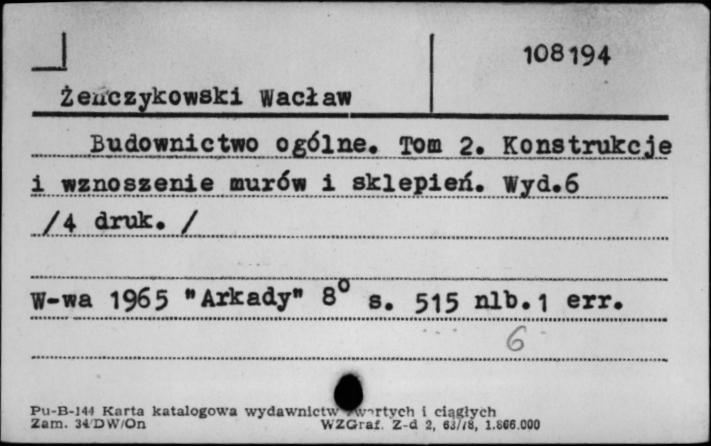 108194
Żenczykowski Wacław
Budownictwo ogólne. Tom 2. Konstrukcje
i wznoszenie murów i sklepień. Wyd.6
/4 druk. /
W-wa 1965 "Arkady" 8° s. 515 nlb.1 err.
6
Pu-B-144 Karta katalogowa wydawnictw zwartych i ciągłych
Zam. 34/DW/On WZGraf. Z-d 2, 63/78, 1.866.000